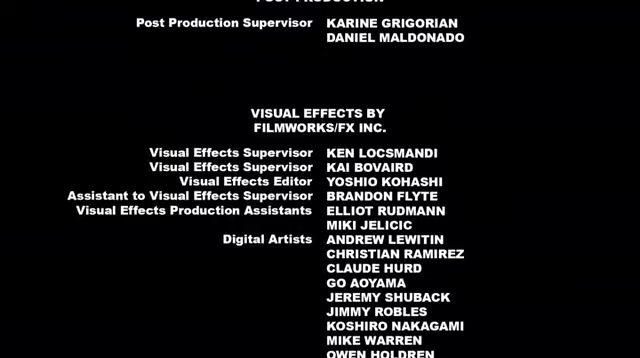 POST PRODUCTION
Post Production Supervisor KARINE GRIGORIAN
DANIEL MALDONADO
VISUAL EFFECTS BY
FILMWORKS/FX INC.
Visual Effects Supervisor KEN LOCSMANDI
Visual Effects Supervisor KAI BOVAIRD
Visual Effects Editor YOSHIO KOHASHI
Assistant to Visual Effects Supervisor BRANDON FLYTE
Visual Effects Production Assistants ELLIOT RUDMANN
MIKI JELICIC
Digital Artists ANDREW LEWITIN
CHRISTIAN RAMIREZ
CLAUDE HURD
GO AOYAMA
JEREMY SHUBACK
JIMMY ROBLES
KOSHIRO NAKAGAMI
MIKE WARREN
OWEN HOLDREN